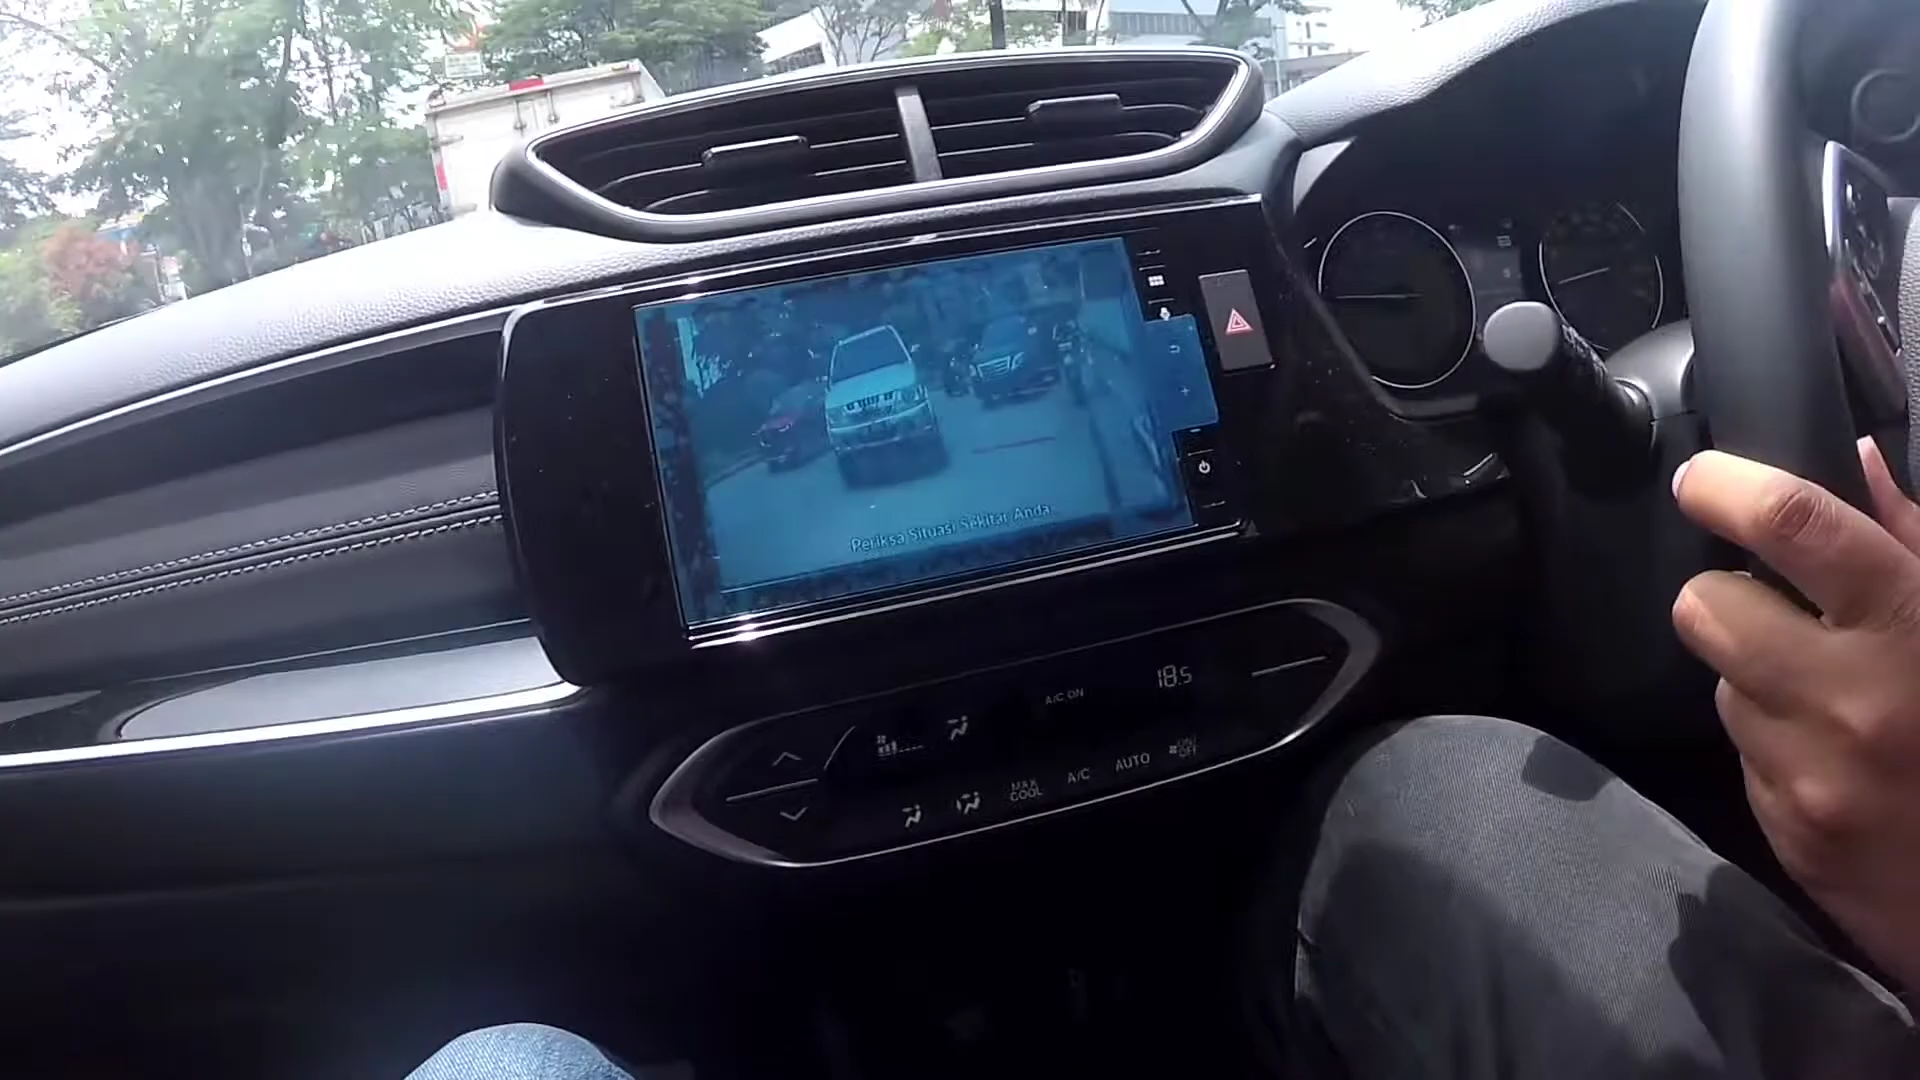 Periksa Situasi Sekitar Anda
A/C ON
18.5
MAX COOL
A/C
AUTO
ON/OFF